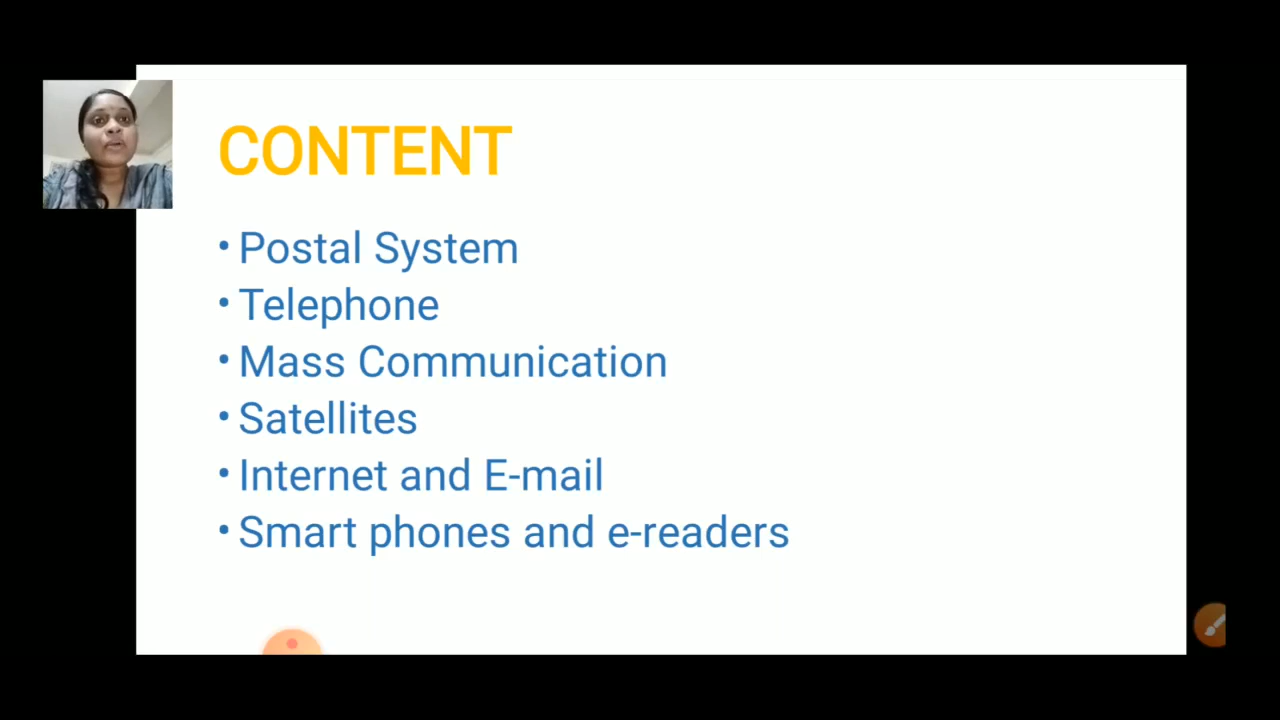 CONTENT
• Postal System
• Telephone
• Mass Communication
• Satellites
• Internet and E-mail
• Smart phones and e-readers